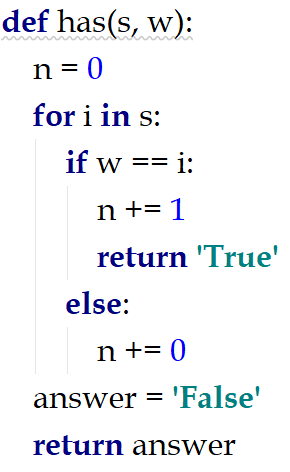 def has(s, w):
    n = 0
    for i in s:
        if w == i:
            n += 1
            return 'True'
        else:
            n += 0
    answer = 'False'
    return answer